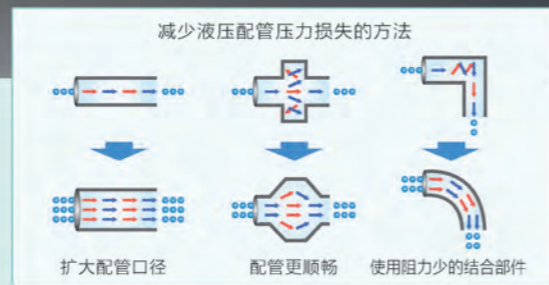 减少液压配管压力损失的方法
扩大配管口径
配管更顺畅
使用阻力少的结合部件